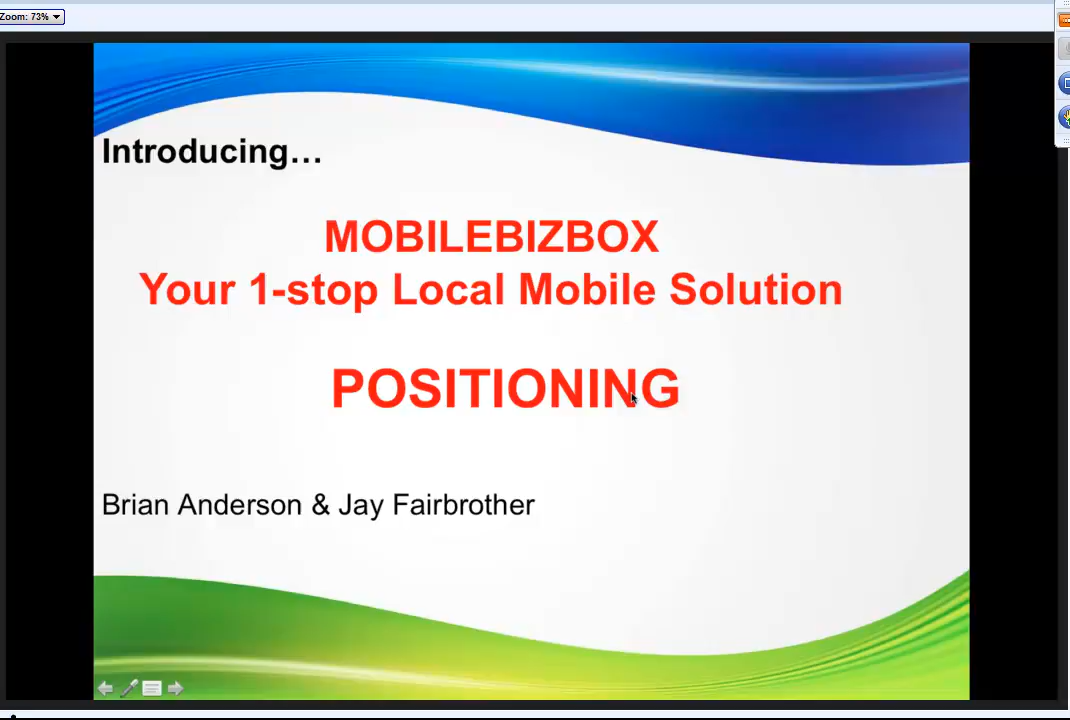 Zoom: 73%
Introducing…
MOBILEBIZBOX
Your 1-stop Local Mobile Solution
POSITIONING
Brian Anderson & Jay Fairbrother